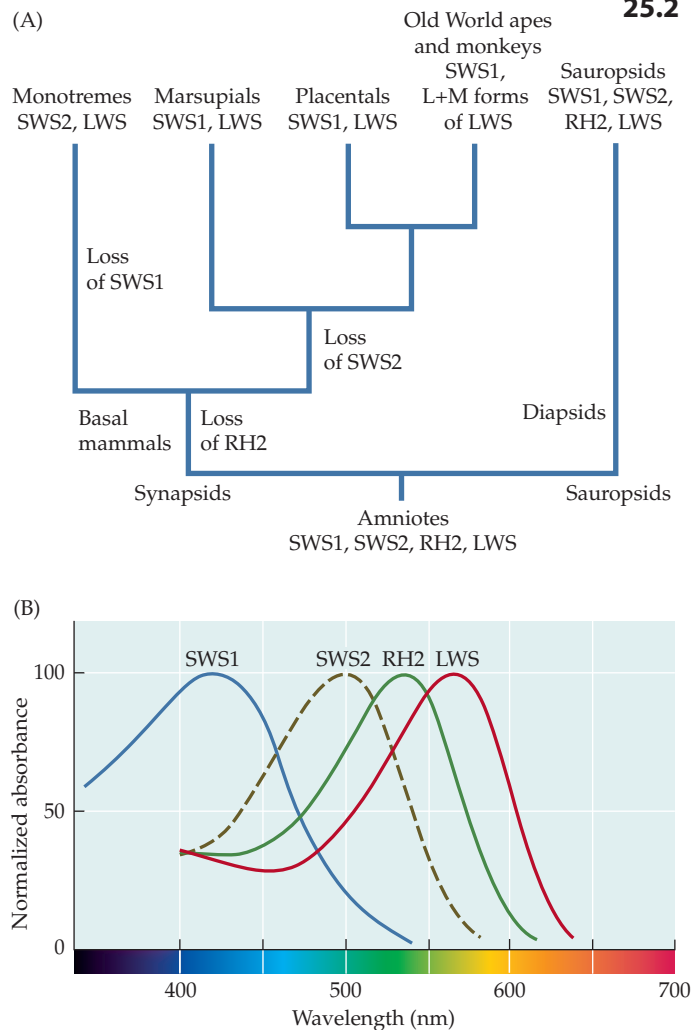 (A)
25.2
Old World apes
and monkeys
SWS1,
L+M forms
of LWS
Monotremes
SWS2, LWS
Marsupials
SWS1, LWS
Placentals
SWS1, LWS
Sauropsids
SWS1, SWS2,
RH2, LWS
Loss
of SWS1
Loss
of SWS2
Basal
mammals
Loss
of RH2
Diapsids
Synapsids
Sauropsids
Amniotes
SWS1, SWS2, RH2, LWS
(B)
SWS1
SWS2
RH2
LWS
100
50
0
Normalized absorbance
400
500
600
700
Wavelength (nm)